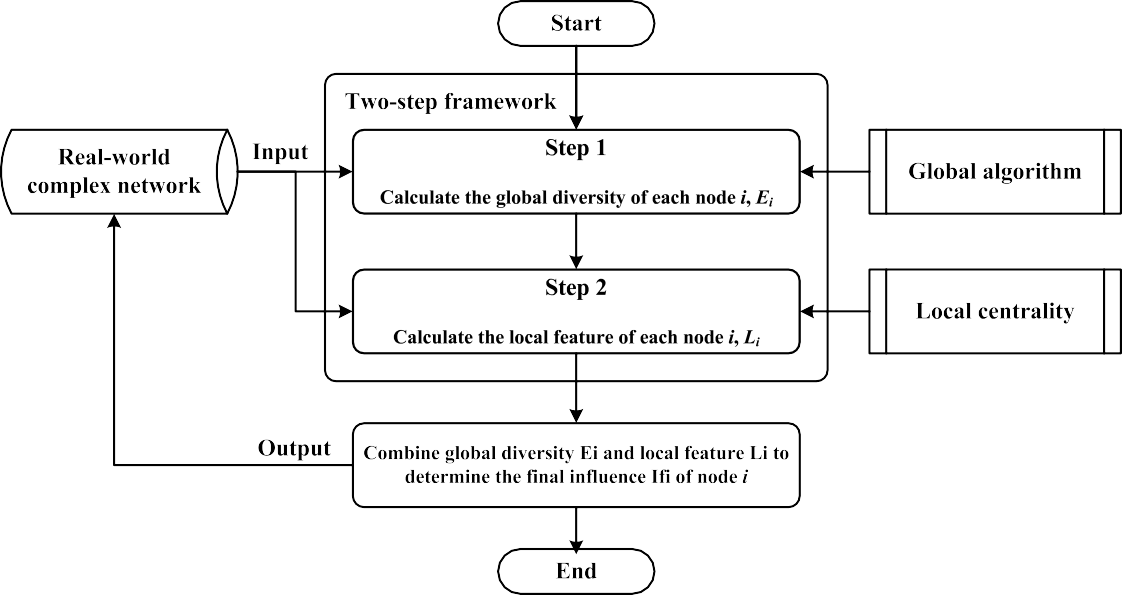 Start
Two-step framework
Real-world
complex network
Input
Step 1
Calculate the global diversity of each node i, Ei
Global algorithm
Step 2
Calculate the local feature of each node i, Li
Local centrality
Output
Combine global diversity Ei and local feature Li to
determine the final influence Ifi of node i
End